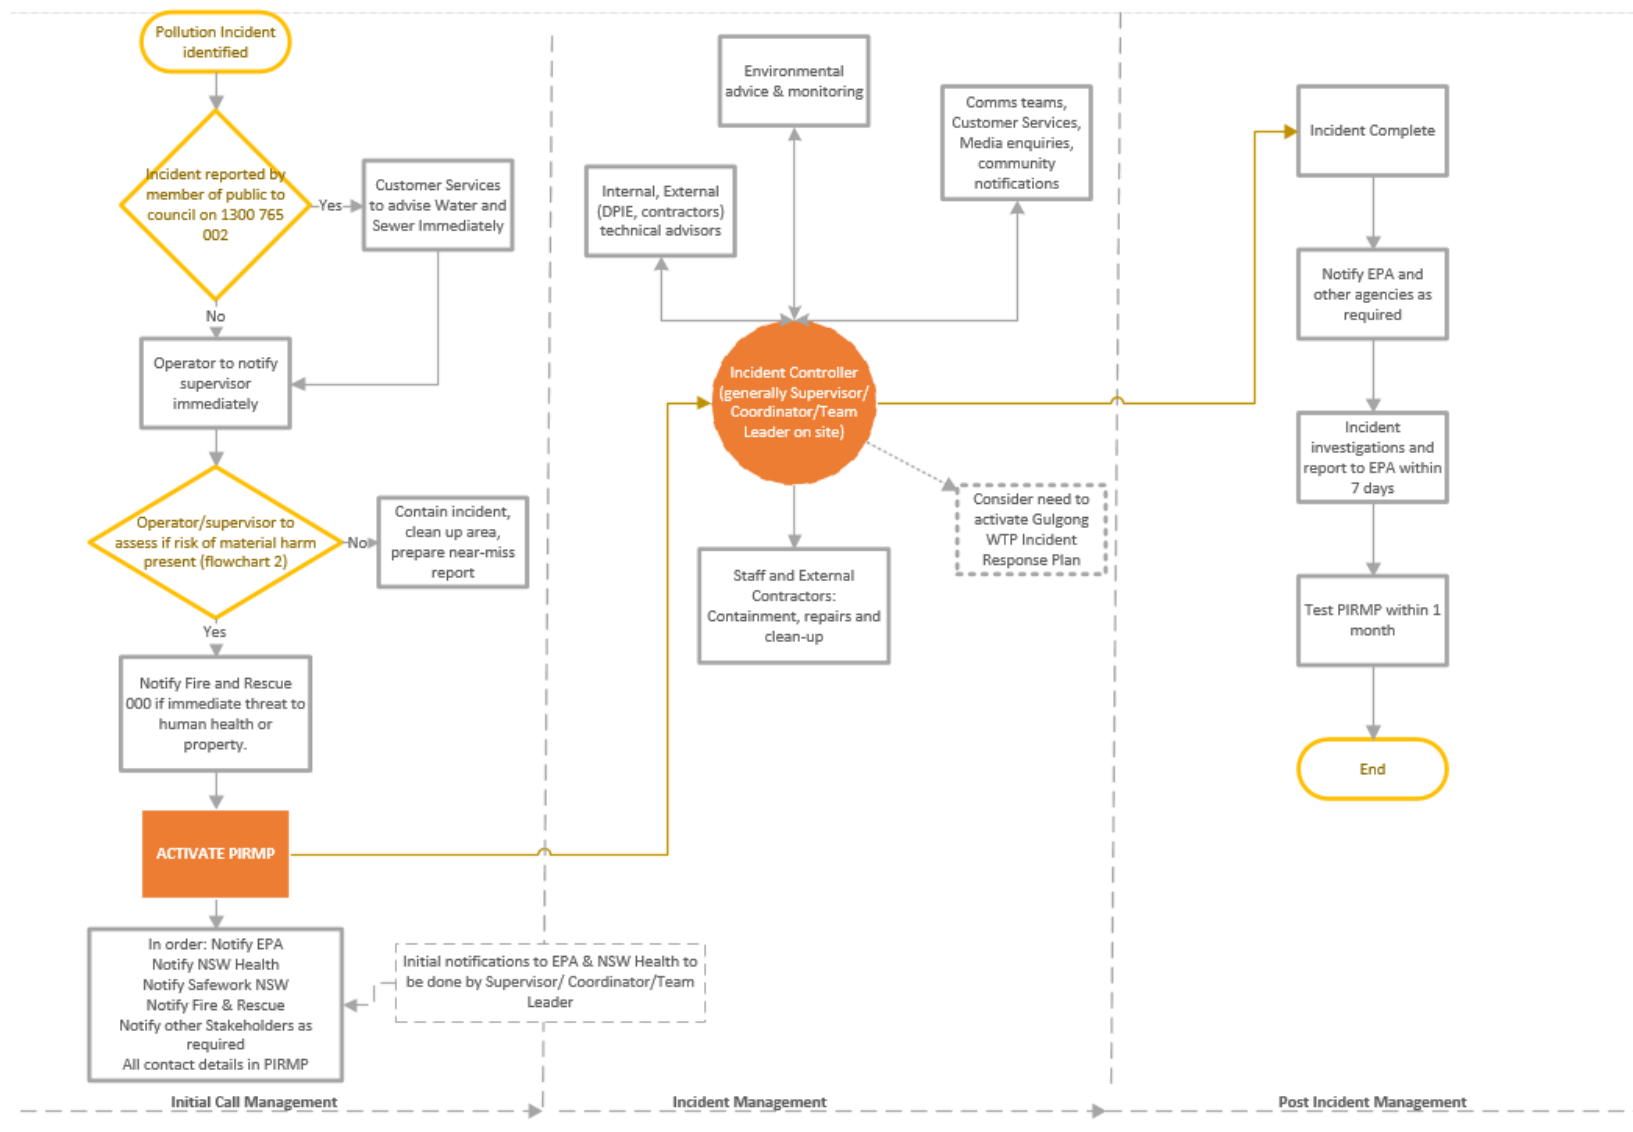 Pollution Incident
identified
Incident reported by
member of public to
council on 1300 765
002
Yes
Customer Services
to advise Water and
Sewer Immediately
No
Operator to notify
supervisor
immediately
Operator/supervisor to
assess if risk of material harm
present (flowchart 2)
No
Contain incident,
clean up area,
prepare near-miss
report
Yes
Notify Fire and Rescue
000 if immediate threat to
human health or
property.
ACTIVATE PIRMP
In order: Notify EPA
Notify NSW Health
Notify Safework NSW
Notify Fire & Rescue
Notify other Stakeholders as
required
All contact details in PIRMP
Initial notifications to EPA & NSW Health to
be done by Supervisor/ Coordinator/Team
Leader
Initial Call Management
Environmental
advice & monitoring
Internal, External
(DPIE, contractors)
technical advisors
Comms teams,
Customer Services,
Media enquiries,
community
notifications
Incident Controller
(generally Supervisor/
Coordinator/Team
Leader on site)
Consider need to
activate Gulgong
WTP Incident
Response Plan
Staff and External
Contractors:
Containment, repairs and
clean-up
Incident Management
Incident Complete
Notify EPA and
other agencies as
required
Incident
investigations and
report to EPA within
7 days
Test PIRMP within 1
month
End
Post Incident Management